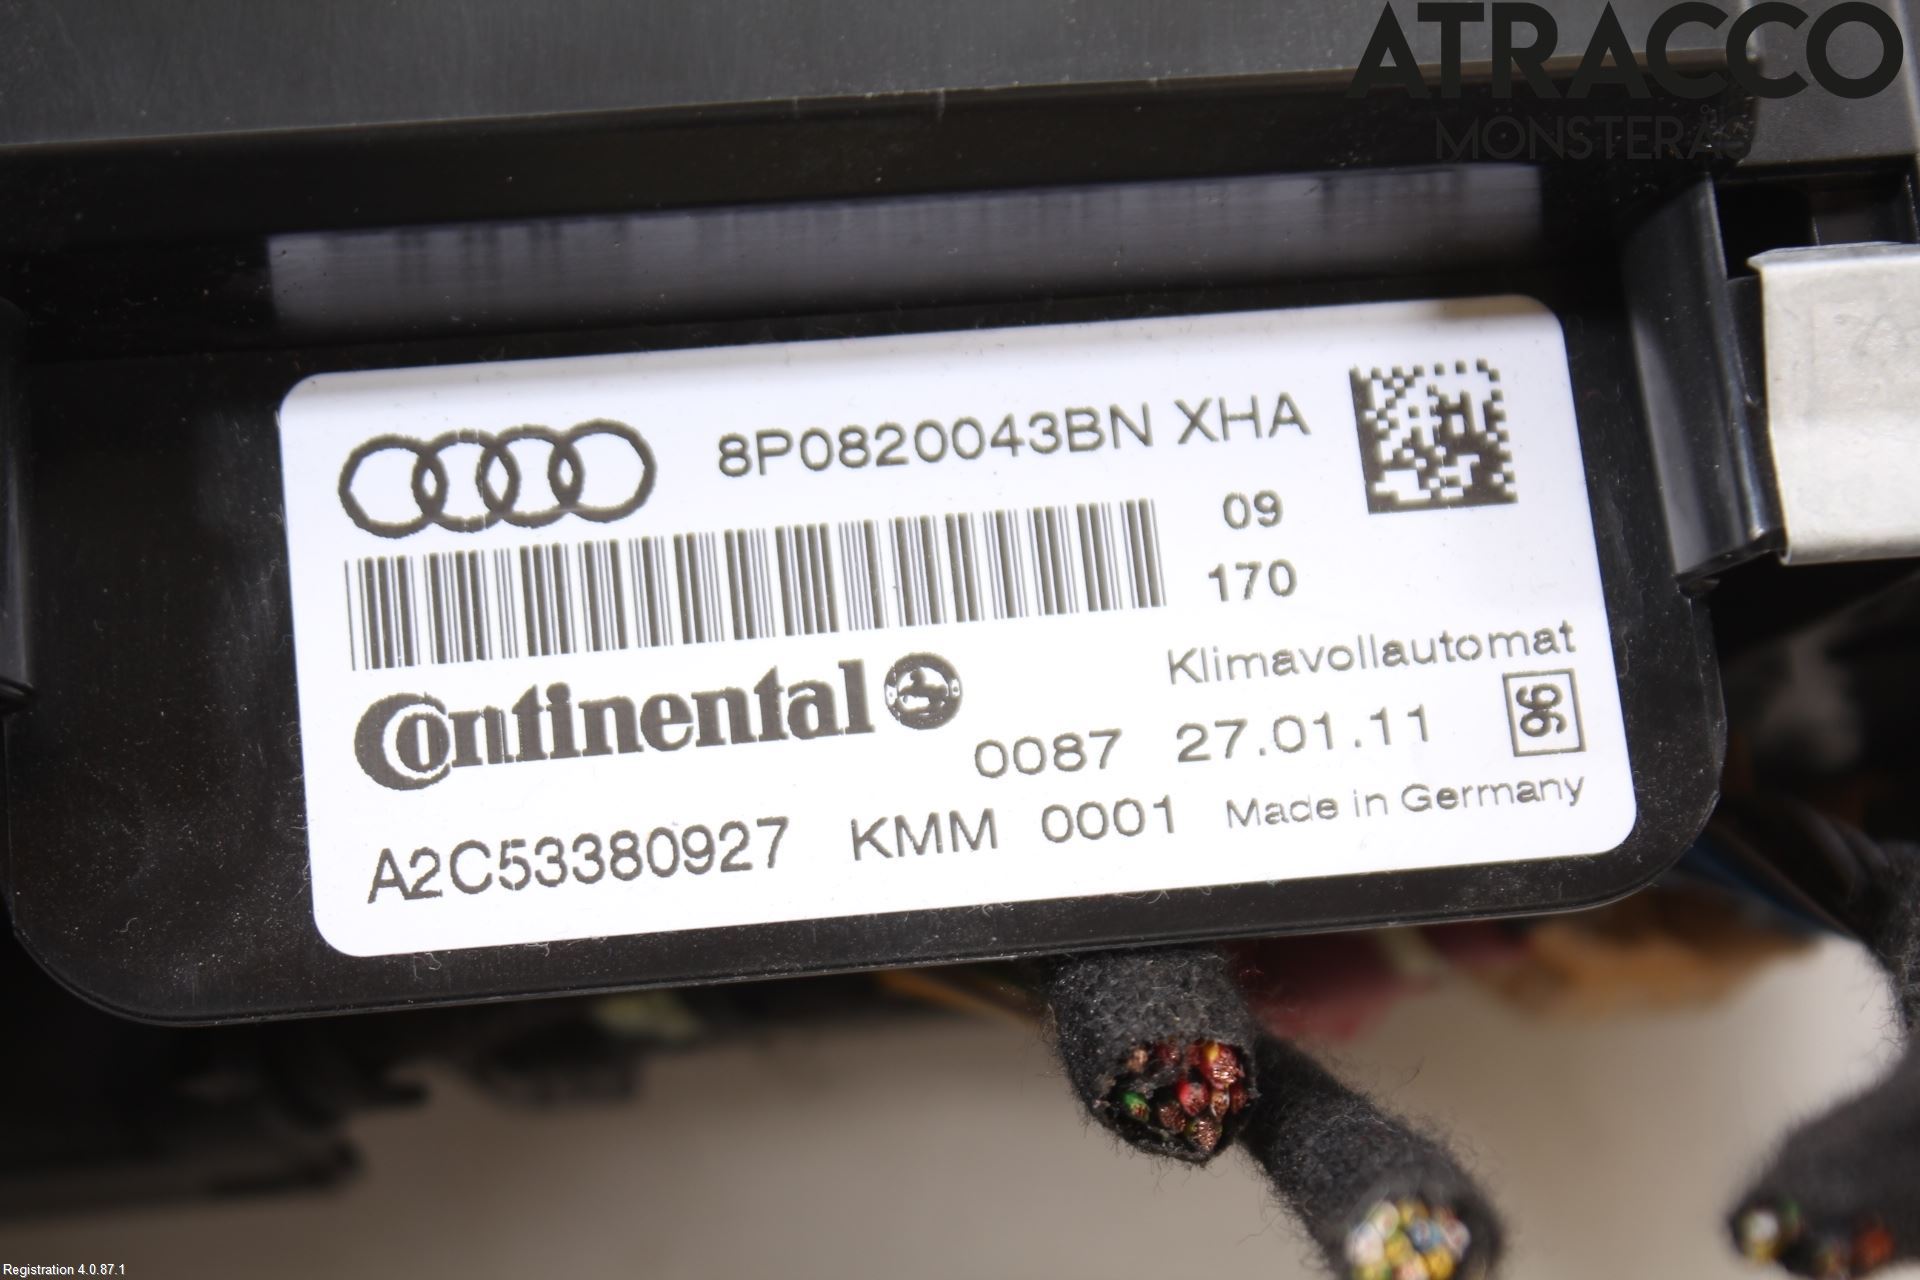 ATRACCO
MÖNSTERÅS
8P0820043BN XHA
09
170
Klimavollautomat
Continental
0087 27.01.11 96
A2C53380927 KMM 0001 Made in Germany
Registration 4.0.87.1